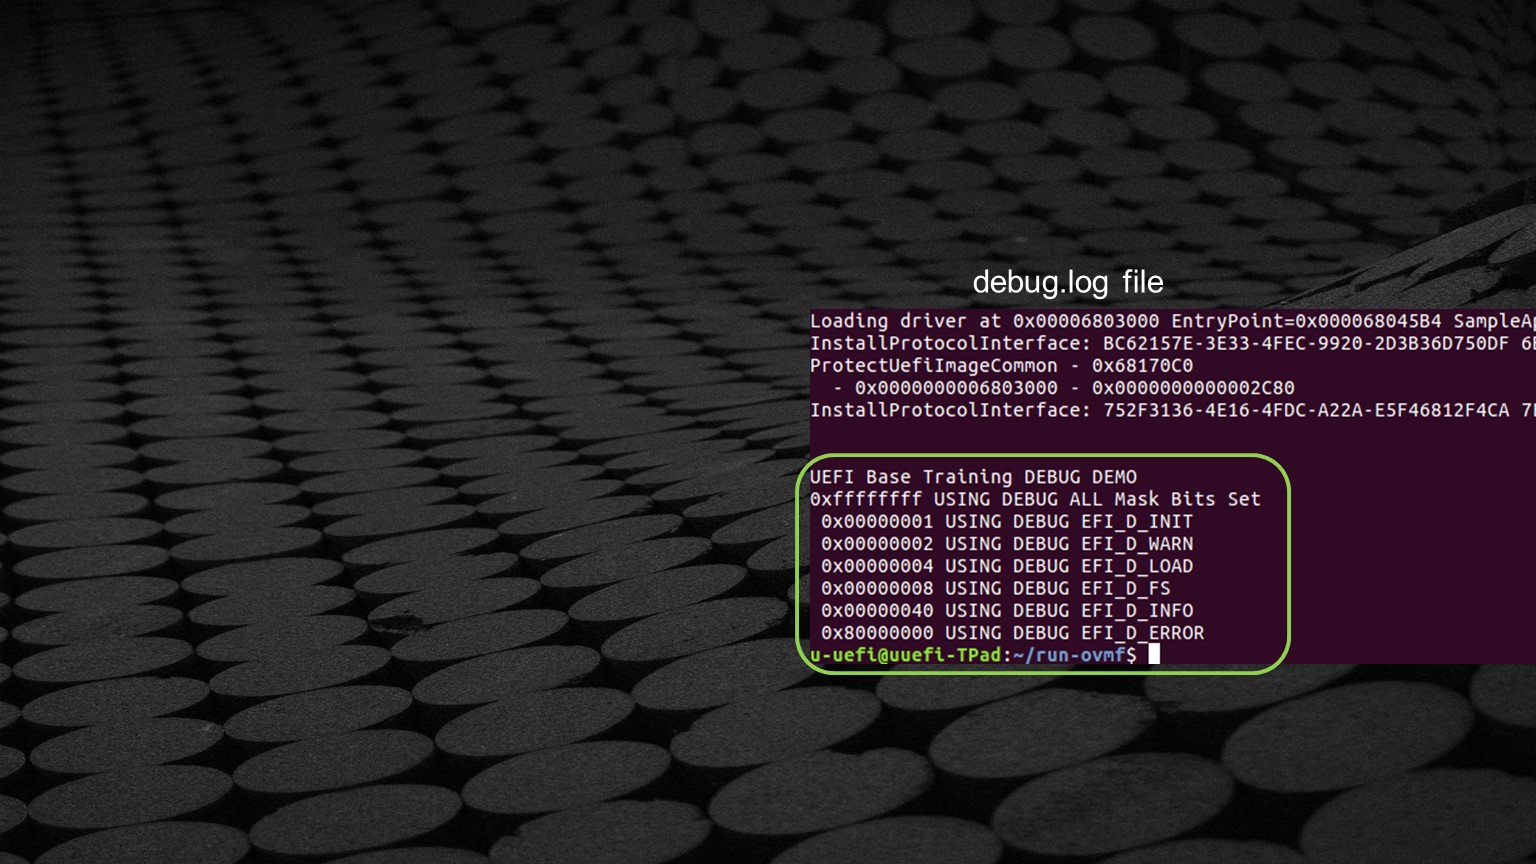 debug.log file
Loading driver at 0x00006803000 EntryPoint=0x000068045B4
InstallProtocolInterface: BC62157E-3E33-4FEC-9920-2D3B36D750DF
ProtectUefiImageCommon - 0x68170C0
- 0x0000000006803000 - 0x0000000000002C80
InstallProtocolInterface: 752F3136-4E16-4FDC-A22A-E5F46812F4CA
UEFI Base Training DEBUG DEMO
0xffffffff USING DEBUG ALL Mask Bits Set
0x00000001 USING DEBUG EFI_D_INIT
0x00000002 USING DEBUG EFI_D_WARN
0x00000004 USING DEBUG EFI_D_LOAD
0x00000008 USING DEBUG EFI_D_FS
0x00000040 USING DEBUG EFI_D_INFO
0x80000000 USING DEBUG EFI_D_ERROR
u-uefi@uuefi-TPad:~/run-ovmf$